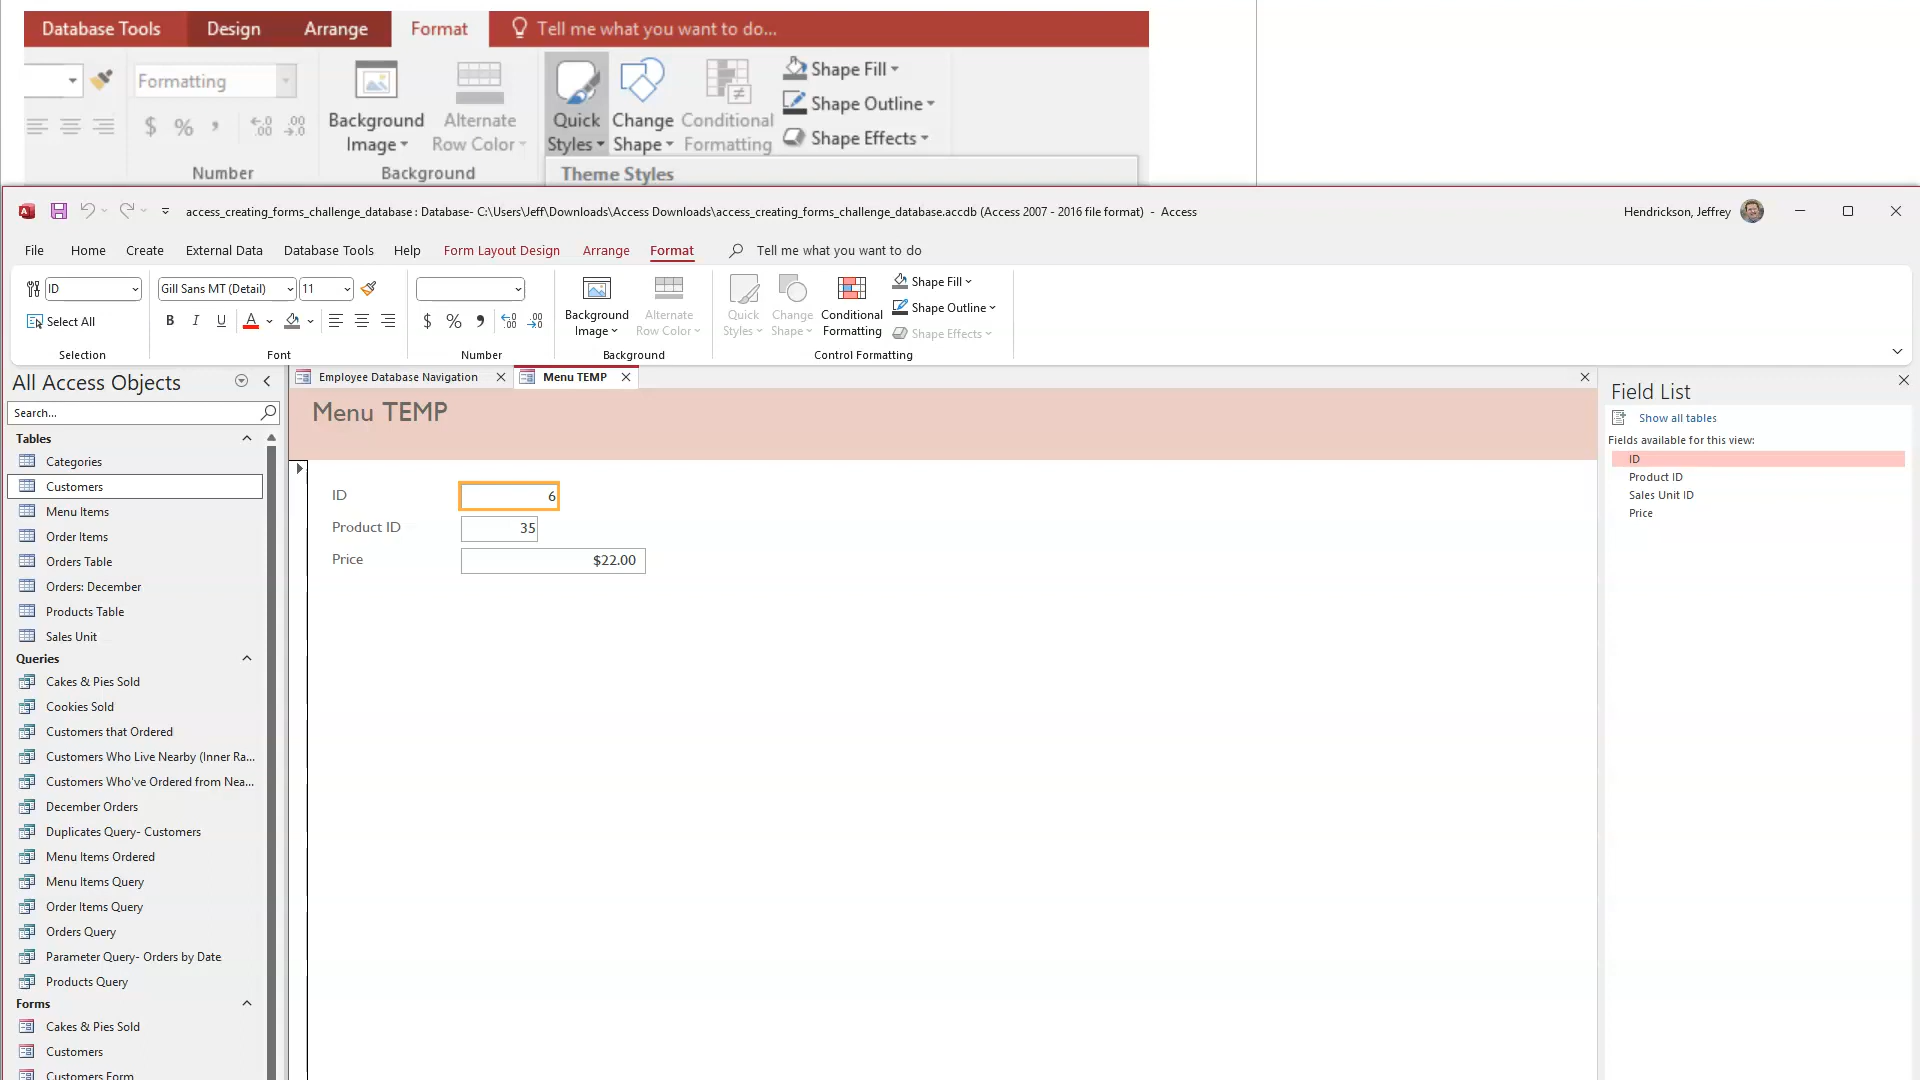 Database Tools Design Arrange Format Tell me what you want to do...
Formatting
Background Image Alternate Row Color Quick Styles Change Shape Conditional Formatting Shape Fill
Shape Outline
Shape Effects
$ % , .00 .00
Number Background
Theme Styles
access_creating_forms_challenge_database : Database- C:\Users\Jeff\Downloads\Access Downloads\access_creating_forms_challenge_database.accdb (Access 2007 - 2016 file format) - Access
Hendrickson, Jeffrey
File Home Create External Data Database Tools Help Form Layout Design Arrange Format Tell me what you want to do
ID Gill Sans MT (Detail) 11
Select All B I U A $ % , .00 .00
Background Image Alternate Row Color Quick Styles Change Shape Conditional Formatting
Shape Fill
Shape Outline
Shape Effects
Selection Font Number Background Control Formatting
All Access Objects
Search...
Tables
Categories
Customers
Menu Items
Order Items
Orders Table
Orders: December
Products Table
Sales Unit
Queries
Cakes & Pies Sold
Cookies Sold
Customers that Ordered
Customers Who Live Nearby (Inner Ra...
Customers Who've Ordered from Nea...
December Orders
Duplicates Query- Customers
Menu Items Ordered
Menu Items Query
Order Items Query
Orders Query
Parameter Query- Orders by Date
Products Query
Forms
Cakes & Pies Sold
Customers
Customers Form
Employee Database Navigation Menu TEMP
Menu TEMP
ID 6
Product ID 35
Price $22.00
Field List
Show all tables
Fields available for this view:
ID
Product ID
Sales Unit ID
Price